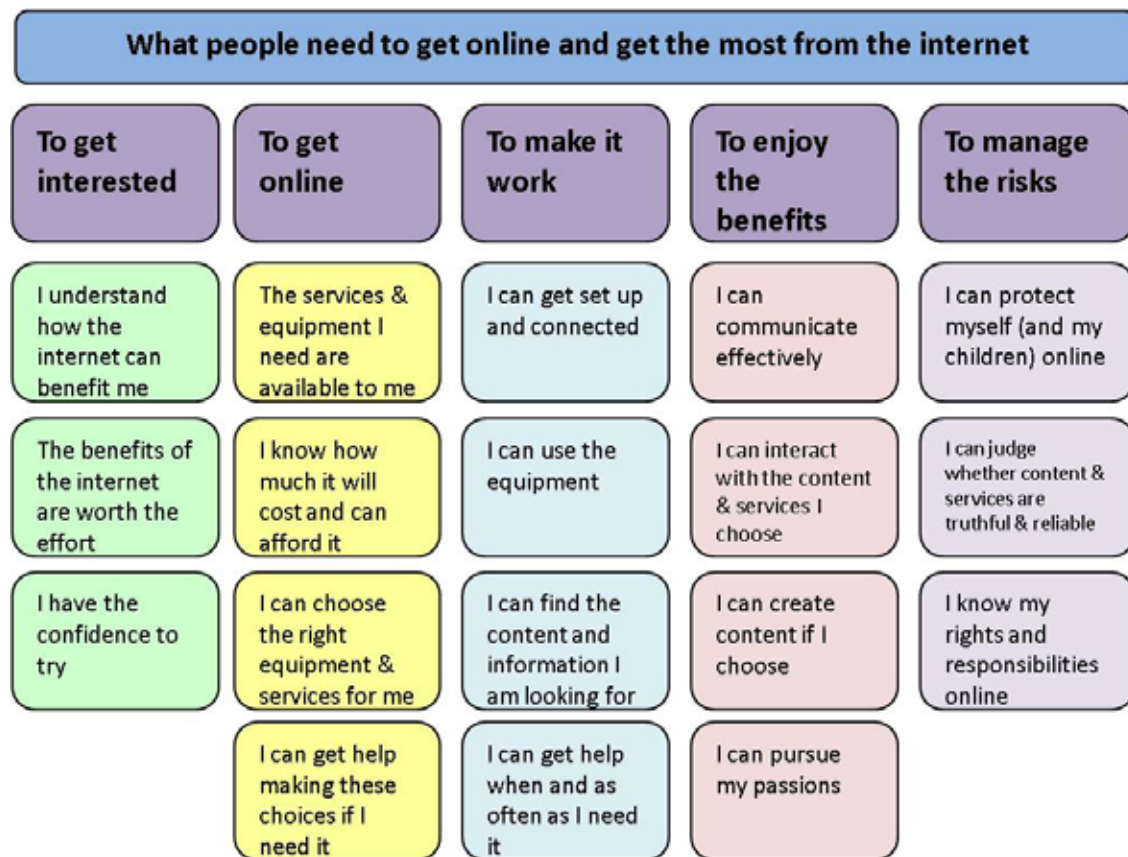 What people need to get online and get the most from the internet
To get
interested
To get
online
To make it
work
To enjoy
the
benefits
To manage
the risks
I understand
how the
internet can
benefit me
The services &
equipment I
need are
available to me
I can get set up
and connected
I can
communicate
effectively
I can protect
myself (and my
children) online
The benefits of
the internet
are worth the
effort
I know how
much it will
cost and can
afford it
I can use the
equipment
I can interact
with the content
& services I
choose
I can judge
whether content &
services are
truthful & reliable
I have the
confidence to
try
I can choose
the right
equipment &
services for me
I can find the
content and
information I
am looking for
I can create
content if I
choose
I know my
rights and
responsibilities
online
I can get help
making these
choices if I
need it
I can get help
when and as
often as I need
it
I can pursue
my passions